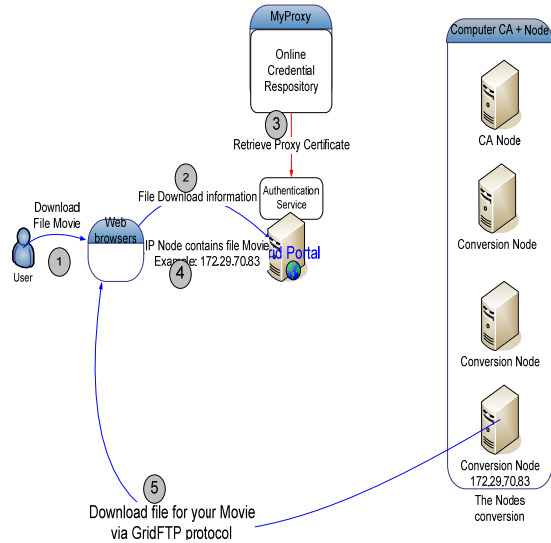 MyProxy
Online
Credential
Respository
3
Retrieve Proxy Certificate
Authentication
Service
2
File Download information
Download
File Movie
1
User
Web
browsers
IP Node contains file Movie
Example: 172.29.70.83
4
rid Portal
Computer CA + Node
CA Node
Conversion Node
Conversion Node
Conversion Node
172.29.70.83
The Nodes
conversion
5
Download file for your Movie
via GridFTP protocol